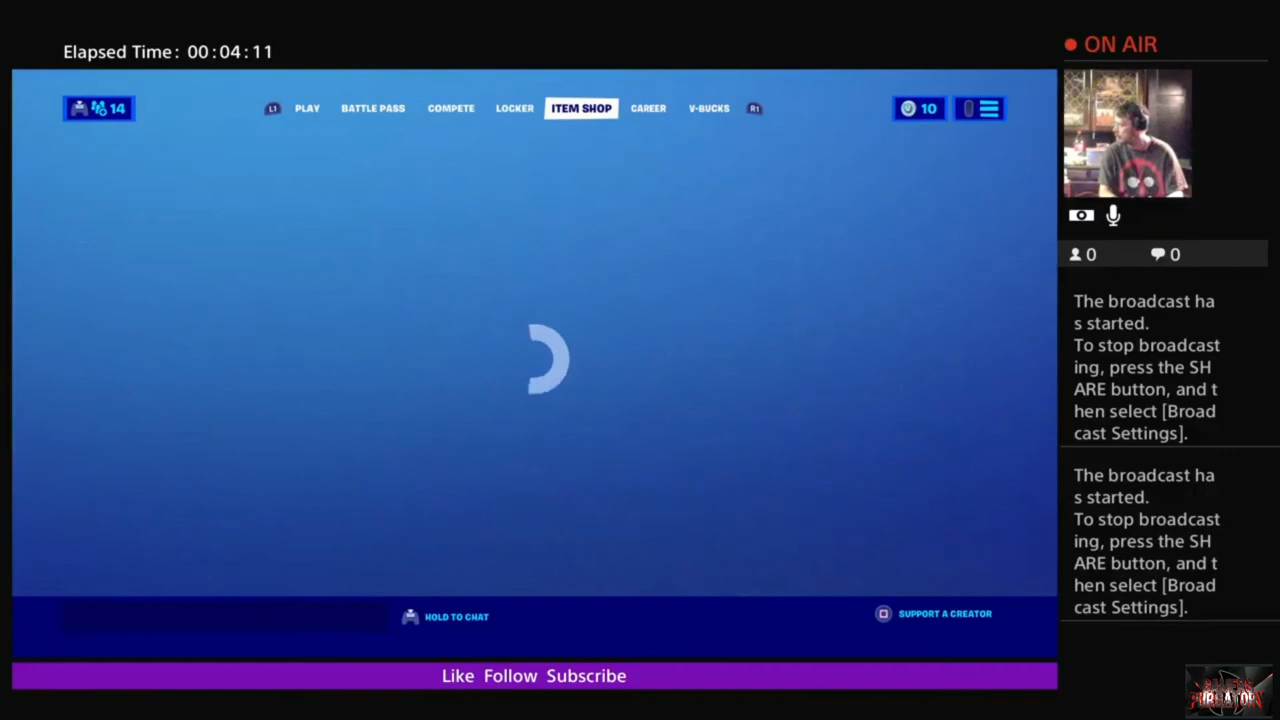 Elapsed Time: 00:04:11
ON AIR
14
L1 PLAY BATTLE PASS COMPETE LOCKER ITEM SHOP CAREER V-BUCKS R1
10
0 0
The broadcast ha
s started.
To stop broadcast
ing, press the SH
ARE button, and t
hen select [Broad
cast Settings].
The broadcast ha
s started.
To stop broadcast
ing, press the SH
ARE button, and t
hen select [Broad
cast Settings].
HOLD TO CHAT
SUPPORT A CREATOR
Like Follow Subscribe